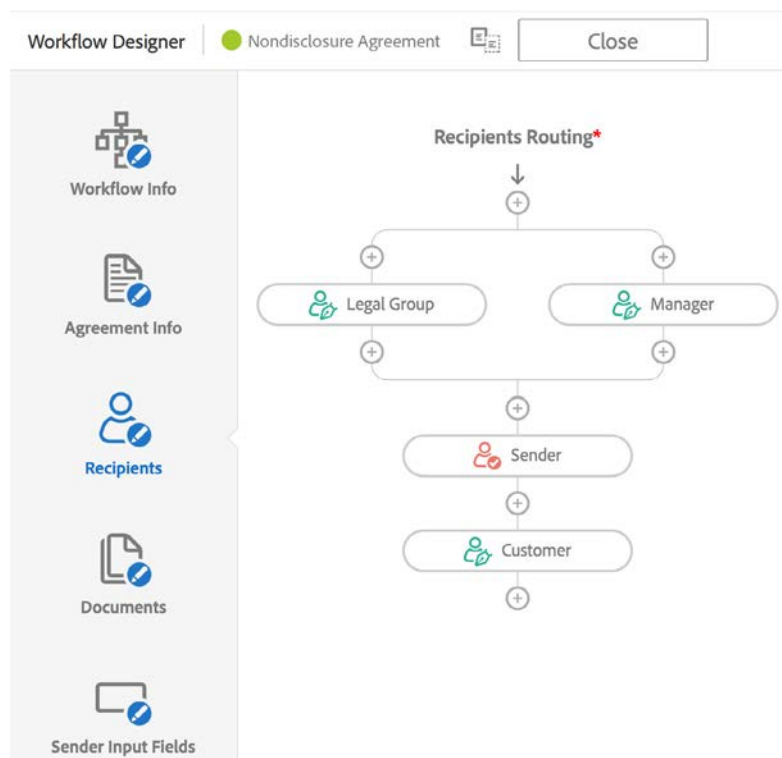 Workflow Designer
Nondisclosure Agreement
Close
Workflow Info
Agreement Info
Recipients
Documents
Sender Input Fields
Recipients Routing*
Legal Group
Manager
Sender
Customer